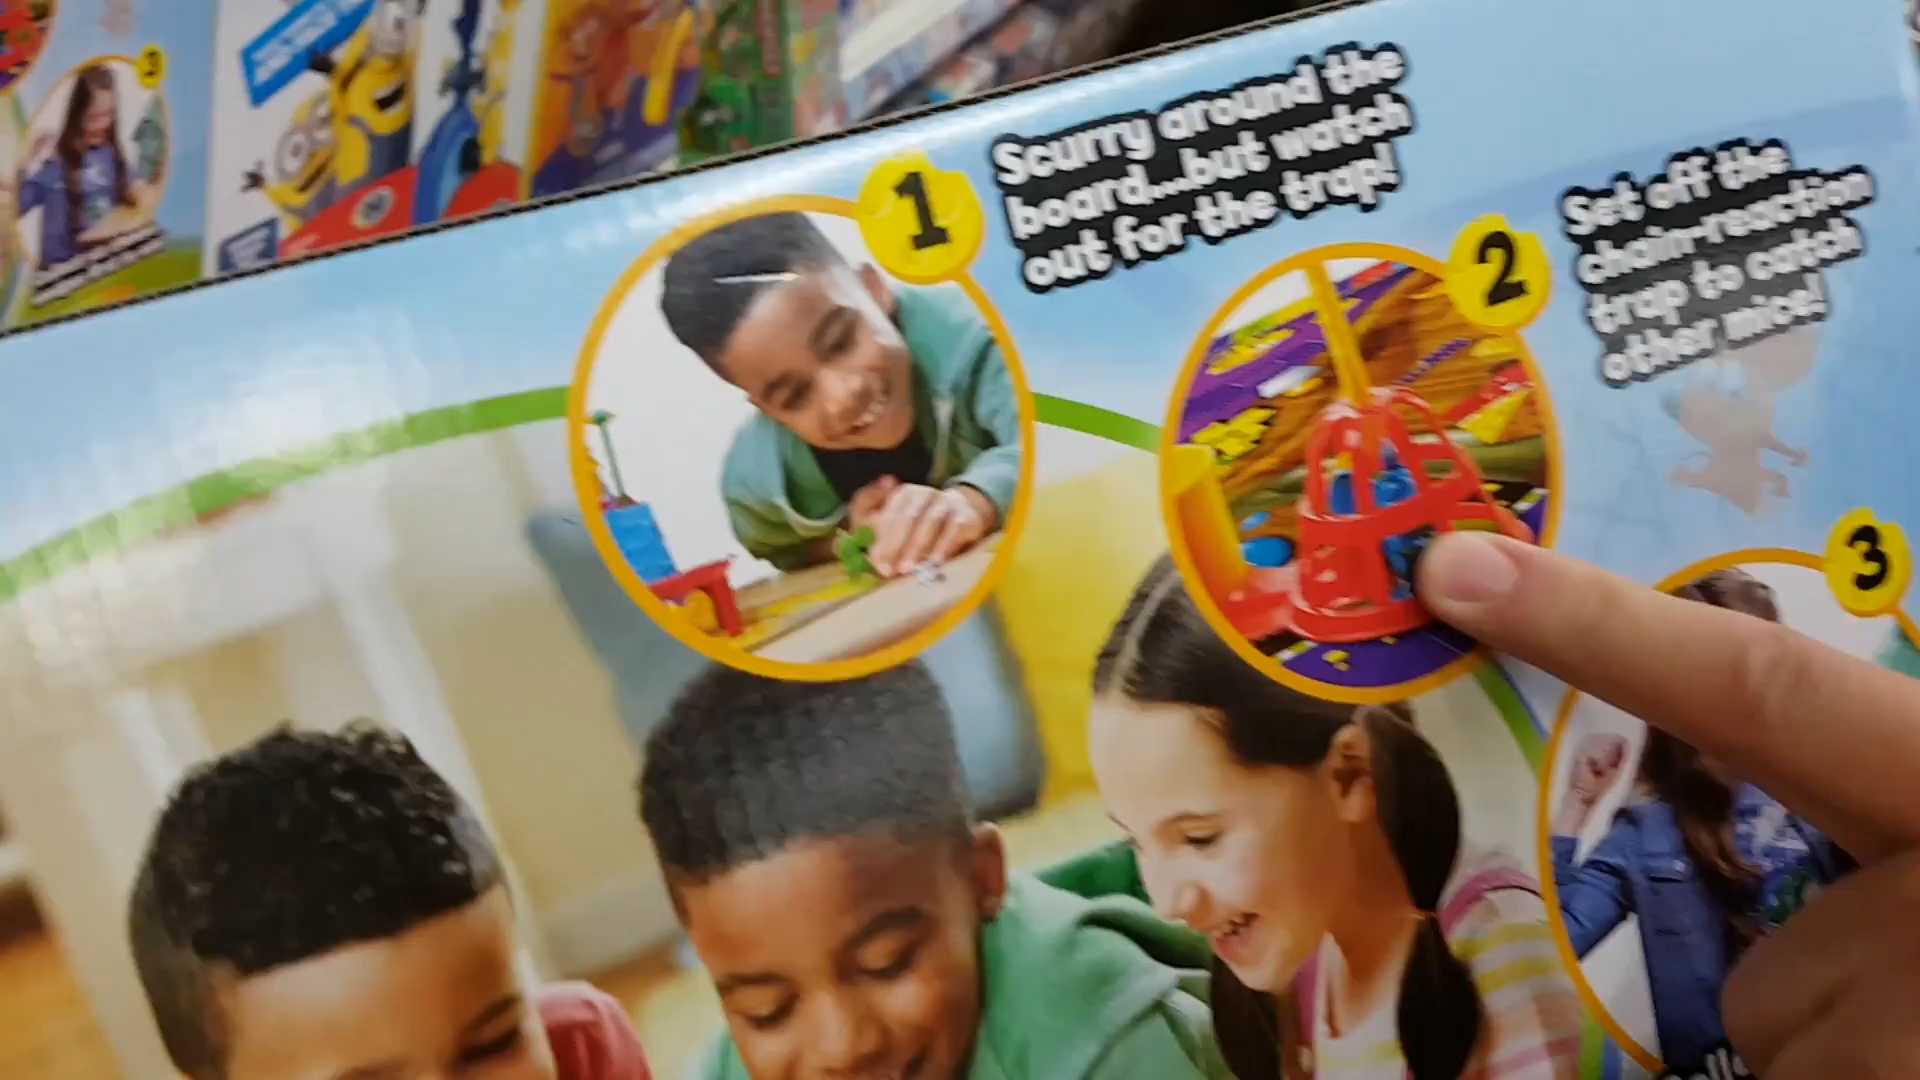 1
Scurry around the
board...but watch
out for the trap!
2
Set off the
chain-reaction
trap to catch
other mice!
3
3